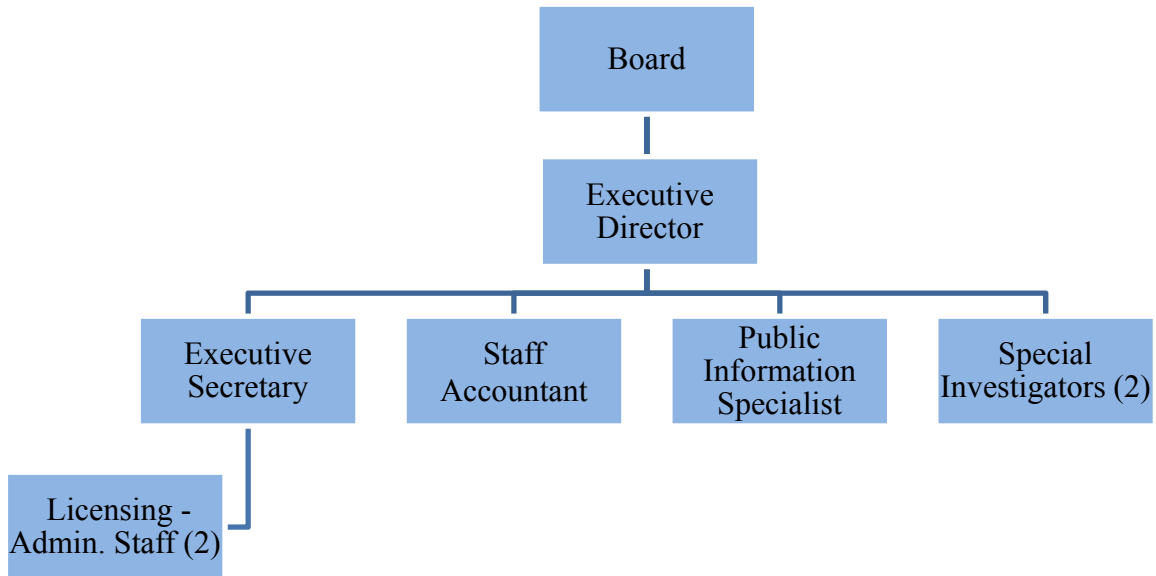 Board
Executive
Director
Executive
Secretary
Staff
Accountant
Public
Information
Specialist
Special
Investigators (2)
Licensing -
Admin. Staff (2)